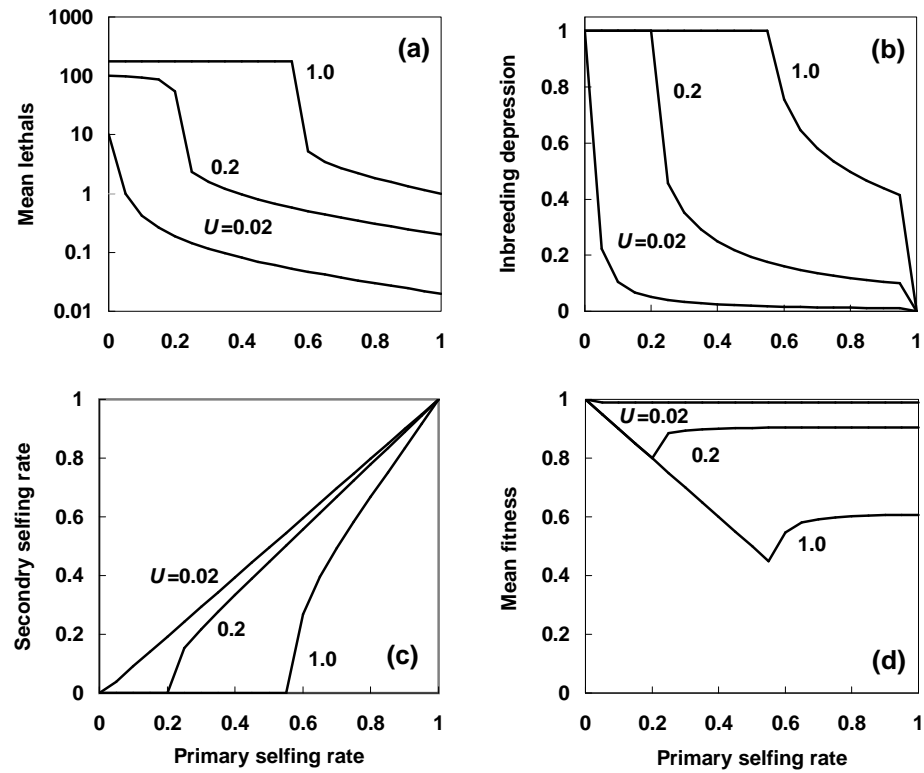 1000
100
10
1
0.1
0.01
Mean lethals
(a)
1.0
0.2
U=0.02
0 0.2 0.4 0.6 0.8 1
1
0.8
0.6
0.4
0.2
0
Inbreeding depression
(b)
1.0
0.2
U=0.02
0 0.2 0.4 0.6 0.8 1
1
0.8
0.6
0.4
0.2
0
Secondry selfing rate
U=0.02
0.2
1.0
(c)
0 0.2 0.4 0.6 0.8 1
Primary selfing rate
1
0.8
0.6
0.4
0.2
0
Mean fitness
U=0.02
0.2
1.0
(d)
0 0.2 0.4 0.6 0.8 1
Primary selfing rate